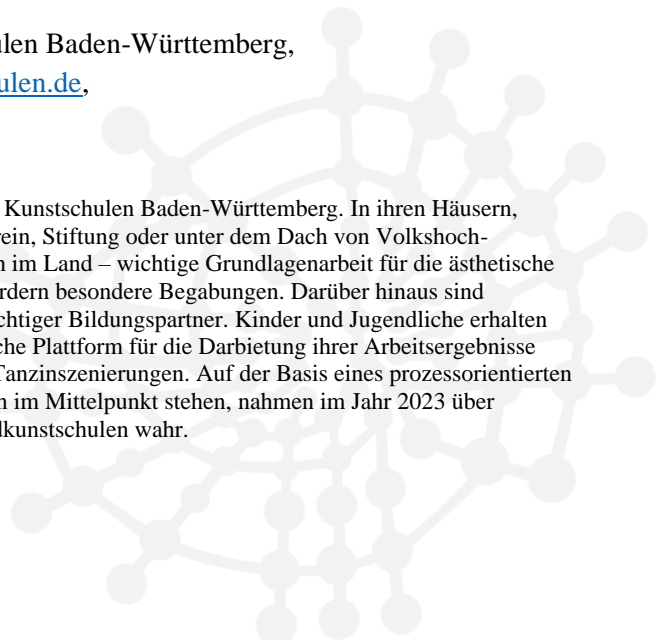 ulen Baden-Württemberg,
ulen.de,
Kunstschulen Baden-Württemberg. In ihren Häusern,
rein, Stiftung oder unter dem Dach von Volkshoch-
n im Land – wichtige Grundlagenarbeit für die ästhetische
rdern besondere Begabungen. Darüber hinaus sind
chtiger Bildungspartner. Kinder und Jugendliche erhalten
che Plattform für die Darbietung ihrer Arbeitsergebnisse
Tanzinszenierungen. Auf der Basis eines prozessorientierten
n im Mittelpunkt stehen, nahmen im Jahr 2023 über
dkunstschulen wahr.